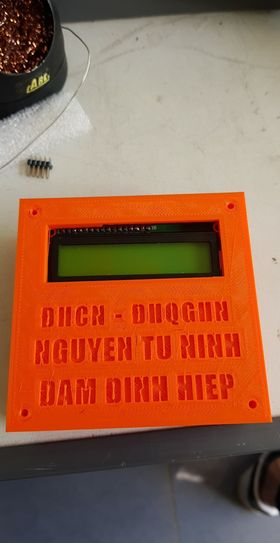 ĐHCN - ĐHQGHN
NGUYEN TU NINH
DAM DINH HIEP